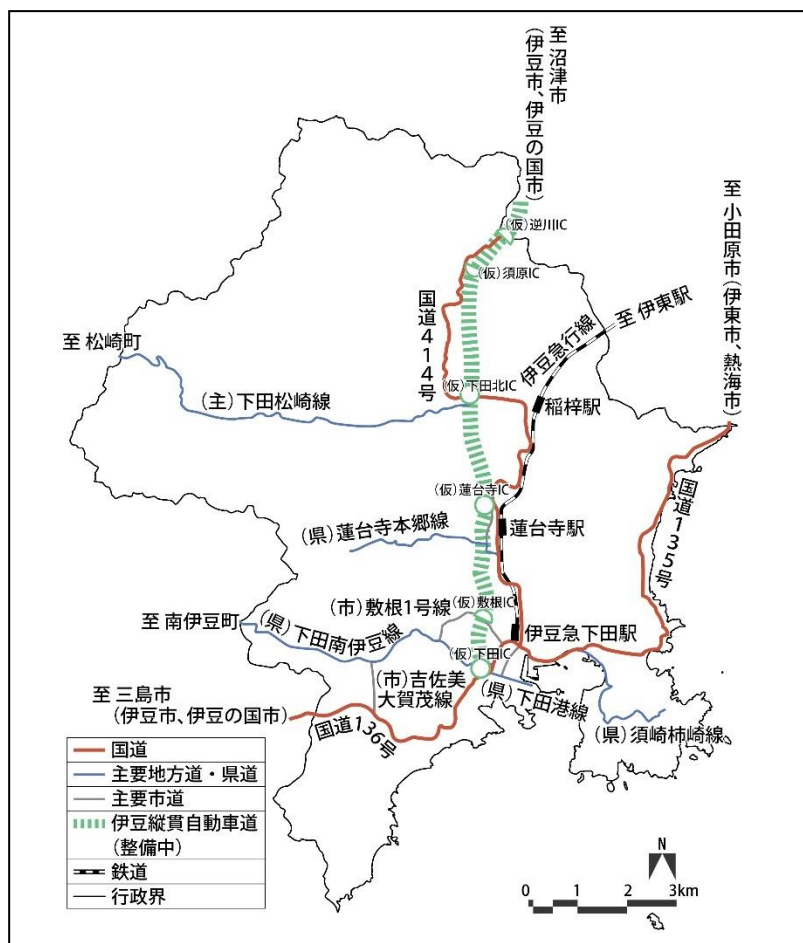 至 沼津市
(伊豆市、伊豆の国市)
至 小田原市(伊東市、熱海市)
(仮)逆川IC
(仮)須原IC
国道414号
伊豆急行線
至 伊東駅
至 松崎町
(主)下田松崎線
(仮)下田北IC
稲梓駅
(仮)蓮台寺IC
国道135号
(県)蓮台寺本郷線
蓮台寺駅
(市)敷根1号線
(仮)敷根IC
至 南伊豆町
(県)下田南伊豆線
伊豆急下田駅
(仮)下田IC
(市)吉佐美
大賀茂線
(県)下田港線
至 三島市
(伊豆市、伊豆の国市)
国道136号
(県)須崎柿崎線
国道
主要地方道・県道
主要市道
伊豆縦貫自動車道
(整備中)
鉄道
行政界
N
0 1 2 3km